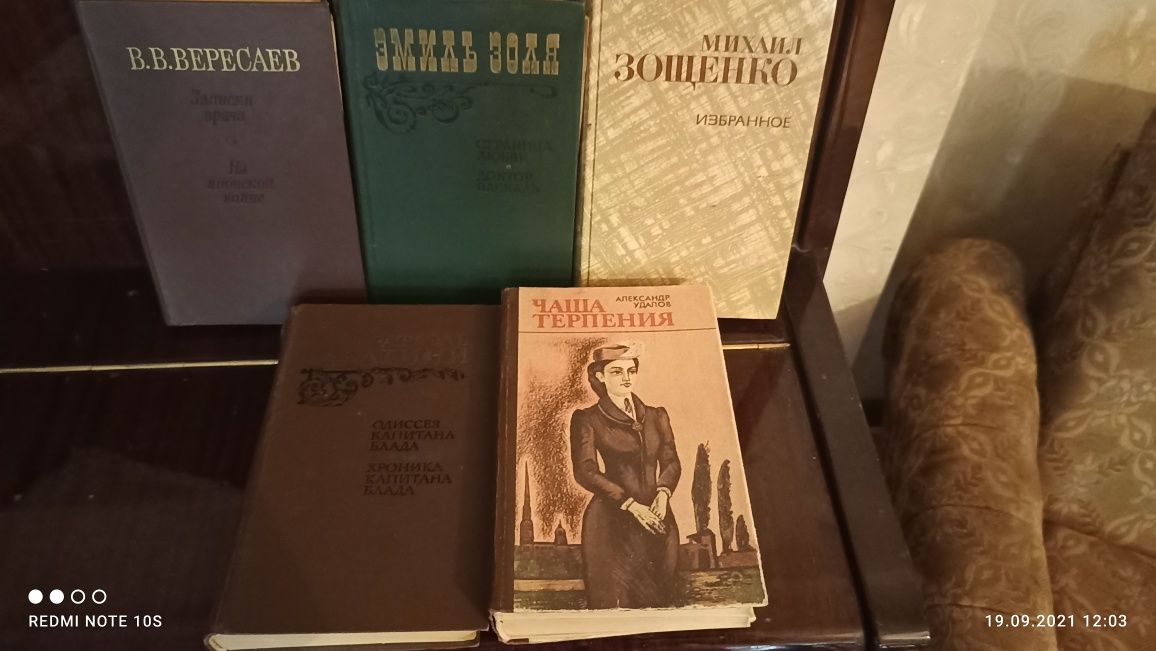 В.В.ВЕРЕСАЕВ
Записки
врача
На
японской
войне
ЭМИЛЬ ЗОЛЯ
СТРАНИЦА
ЛЮБВИ
ДОКТОР
ПАСКАЛЬ
МИХАИЛ
ЗОЩЕНКО
ИЗБРАННОЕ
ОДИССЕЯ
КАПИТАНА
БЛАДА
ХРОНИКА
КАПИТАНА
БЛАДА
ЧАША
ТЕРПЕНИЯ
АЛЕКСАНДР
УДАЛОВ
REDMI NOTE 10S
19.09.2021 12:03